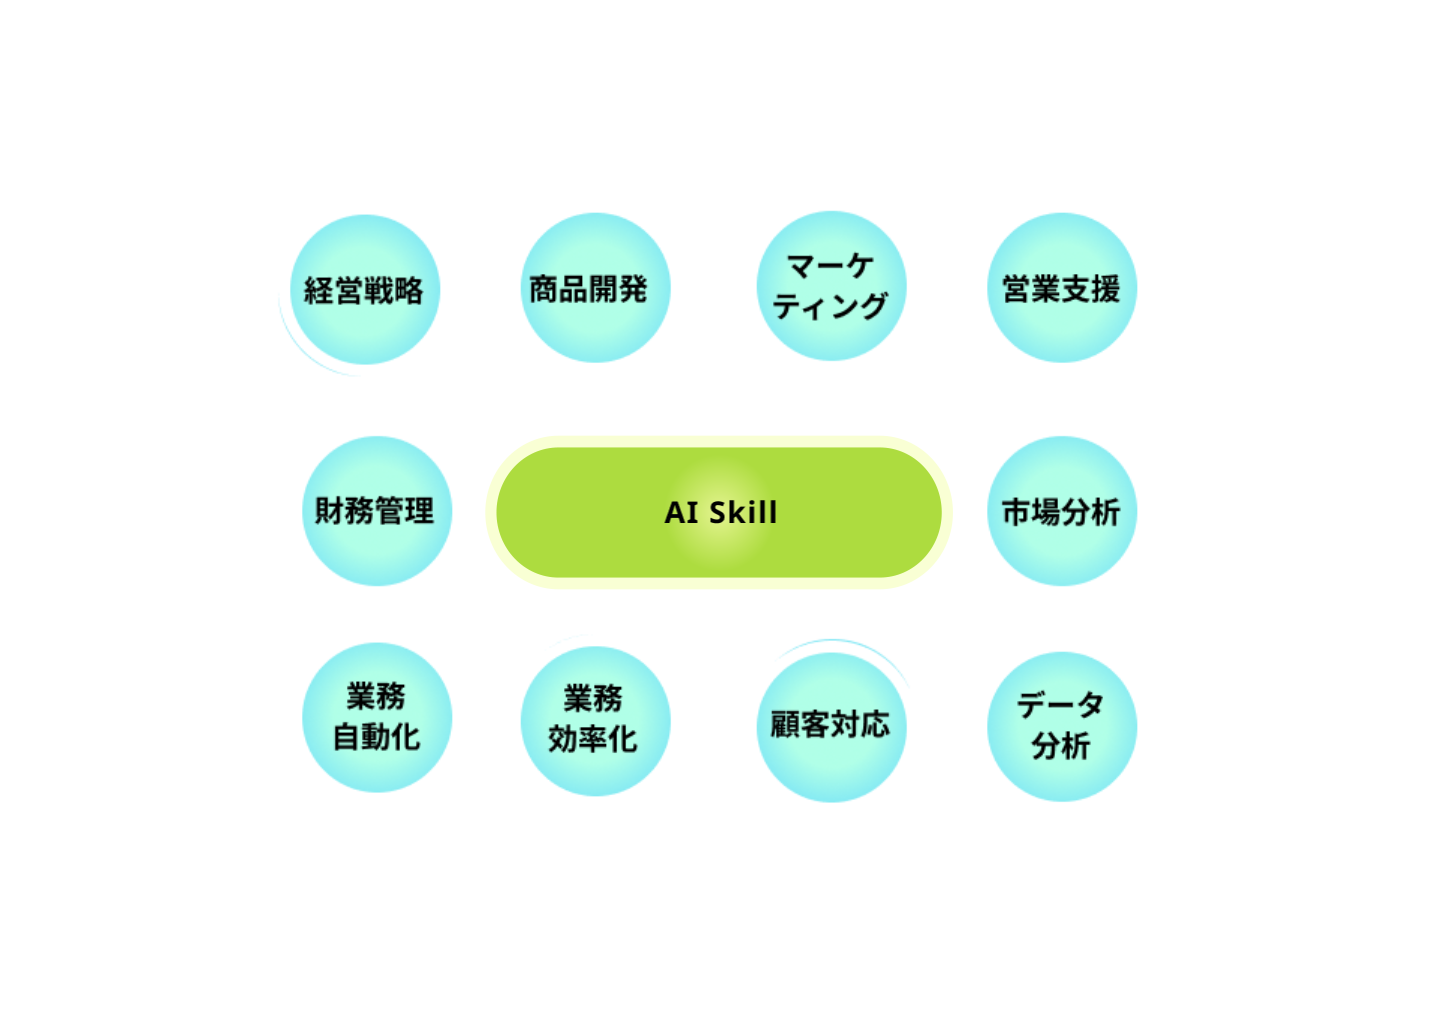 経営戦略
商品開発
マーケ
ティング
営業支援
財務管理
AI Skill
市場分析
業務
自動化
業務
効率化
顧客対応
データ
分析